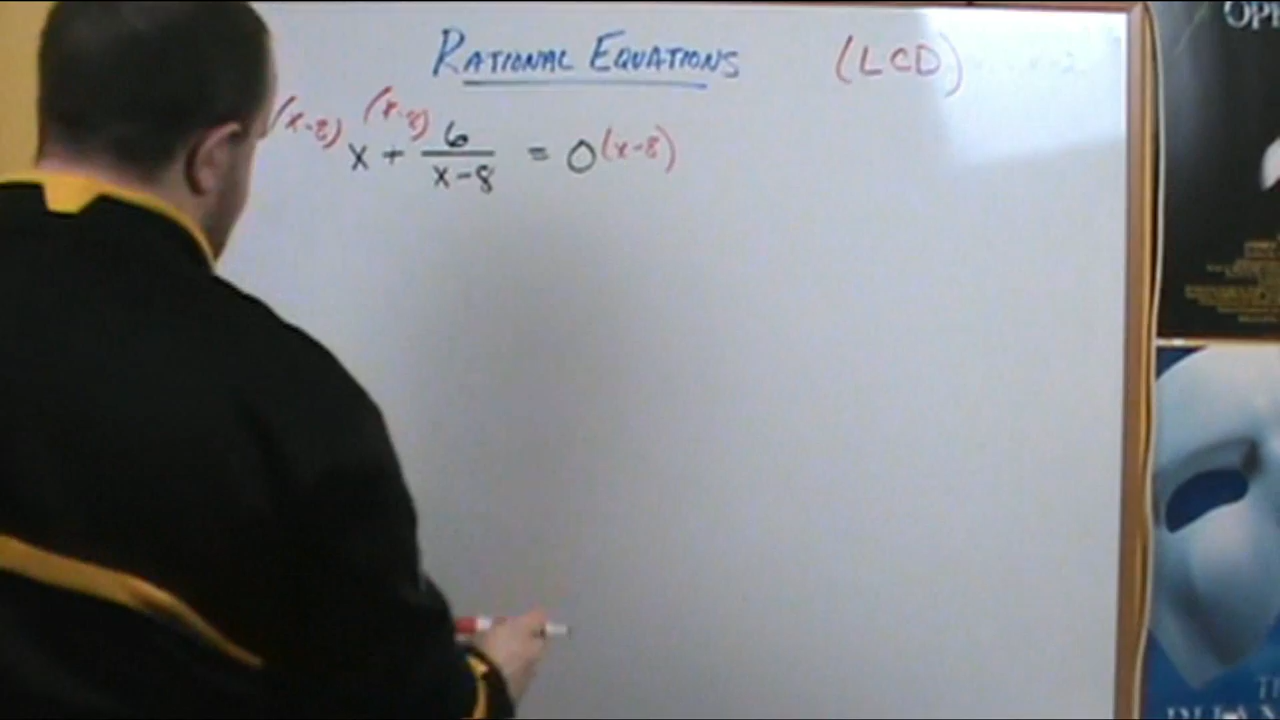 RATIONAL EQUATIONS (LCD)
(x-8) x + (x-8) 6/x-8 = 0 (x-8)